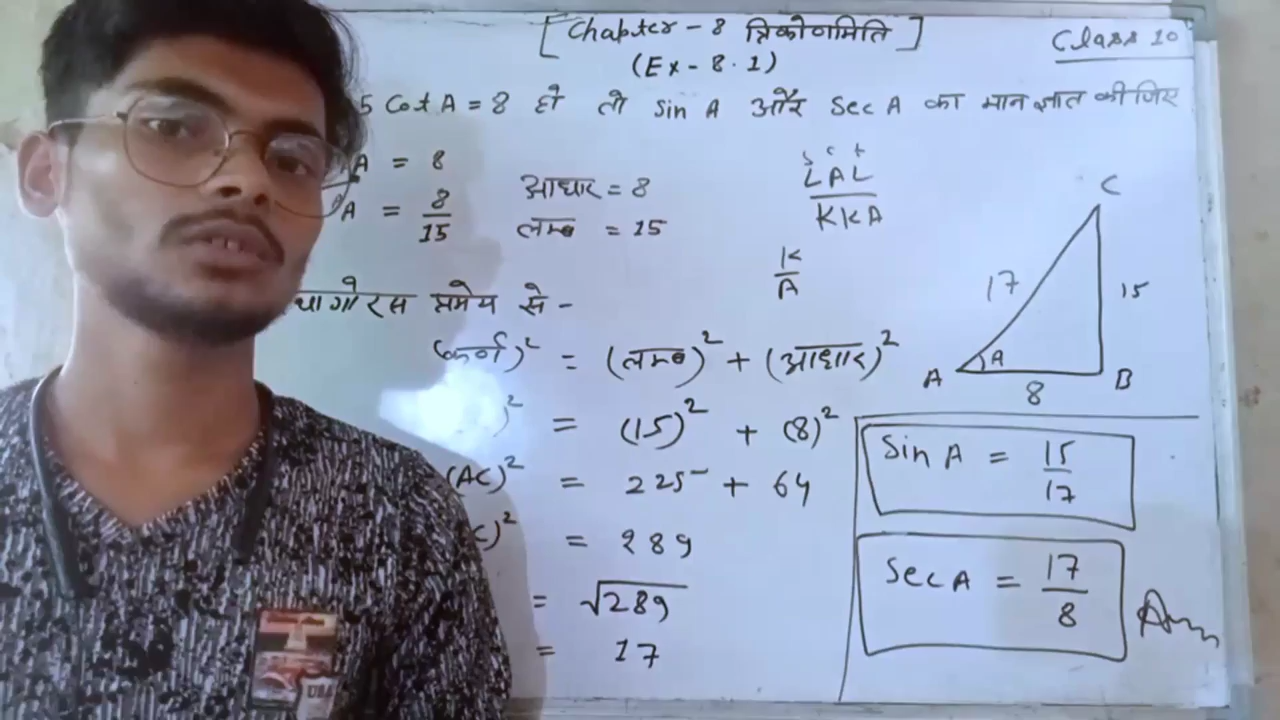 [Chapter - 8 त्रिकोणमिति]
Class 10
(Ex - 8.1)
5 Cot A = 8 हो तो Sin A और Sec A का मान ज्ञात कीजिए
A = 8
A = 8/15
आधार = 8
लम्ब = 15
S C t
LAL
KKA
K
A
पाइथागोरस प्रमेय से -
(कर्ण)² = (लम्ब)² + (आधार)²
)² = (15)² + (8)²
(AC)² = 225 + 64
C)² = 289
= √289
= 17
C
17
15
A
A
8
B
Sin A = 15/17
Sec A = 17/8
Ans